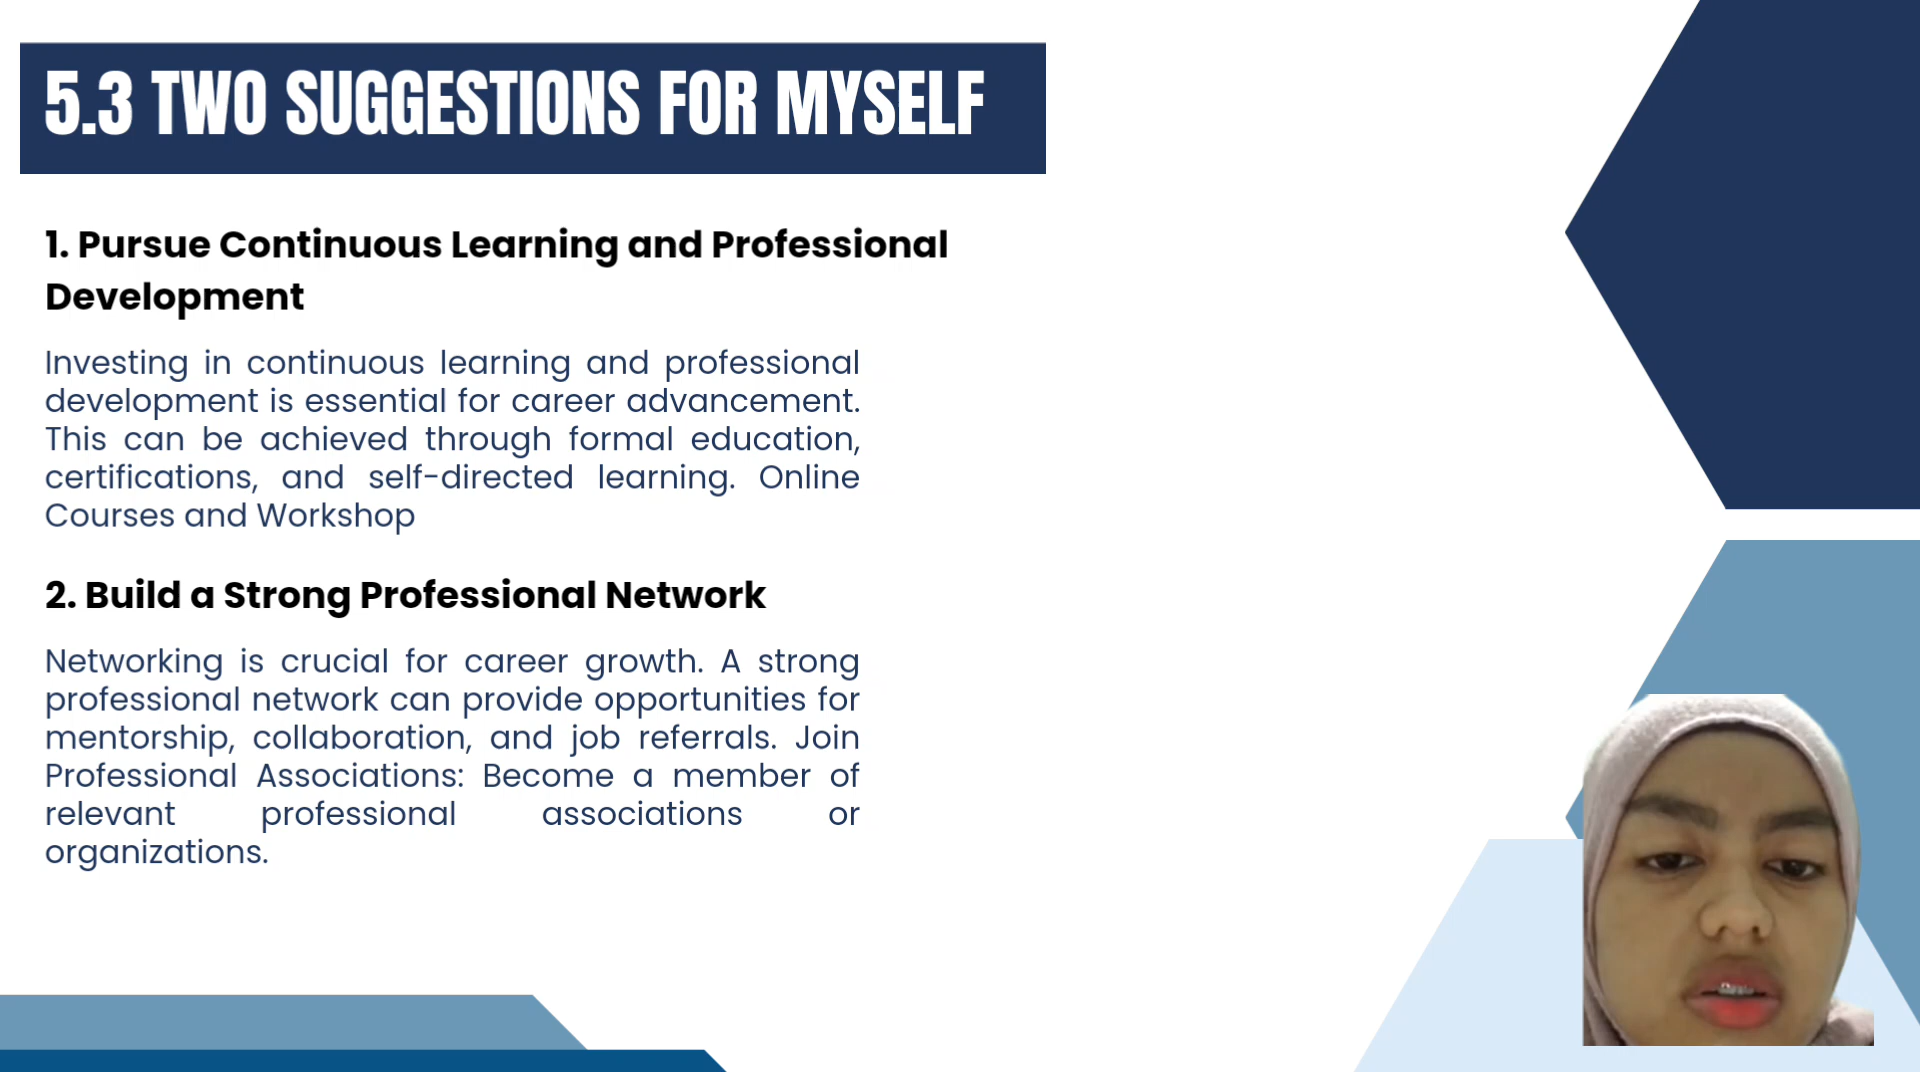 5.3 TWO SUGGESTIONS FOR MYSELF
1. Pursue Continuous Learning and Professional
Development
Investing in continuous learning and professional
development is essential for career advancement.
This can be achieved through formal education,
certifications, and self-directed learning. Online
Courses and Workshop
2. Build a Strong Professional Network
Networking is crucial for career growth. A strong
professional network can provide opportunities for
mentorship, collaboration, and job referrals. Join
Professional Associations: Become a member of
relevant professional associations or
organizations.